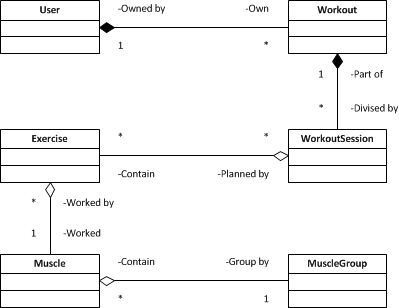 User
-Owned by
-Own
Workout
1
*
1
-Part of
*
-Divised by
Exercise
*
*
WorkoutSession
-Contain
-Planned by
*
-Worked by
1
-Worked
Muscle
-Contain
-Group by
MuscleGroup
*
1